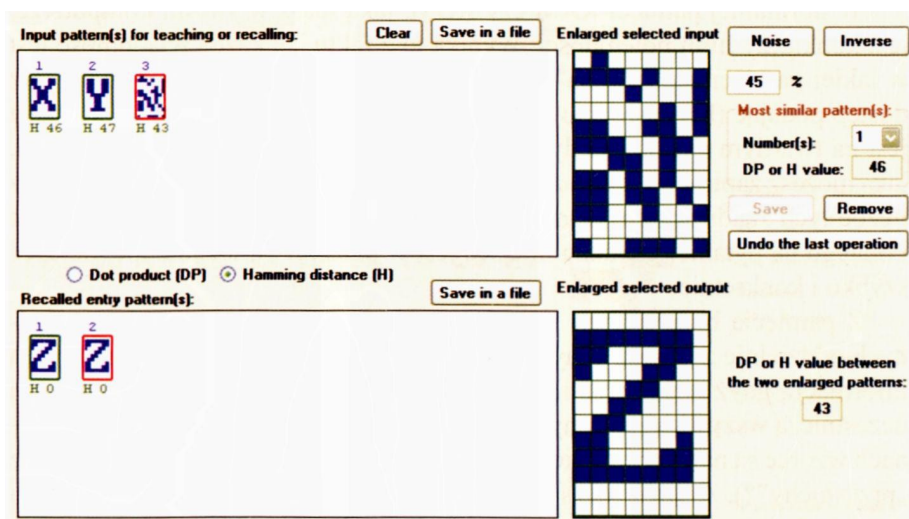 Input pattern(s) for teaching or recalling:
Clear
Save in a file
Enlarged selected input
Noise
Inverse
1 2 3
H 46 H 47 H 43
45 %
Most similar pattern(s):
Number(s): 1
DP or H value: 46
Save
Remove
Undo the last operation
Dot product (DP) Hamming distance (H)
Recalled entry pattern(s):
Save in a file
Enlarged selected output
1 2
H 0 H 0
DP or H value between
the two enlarged patterns:
43